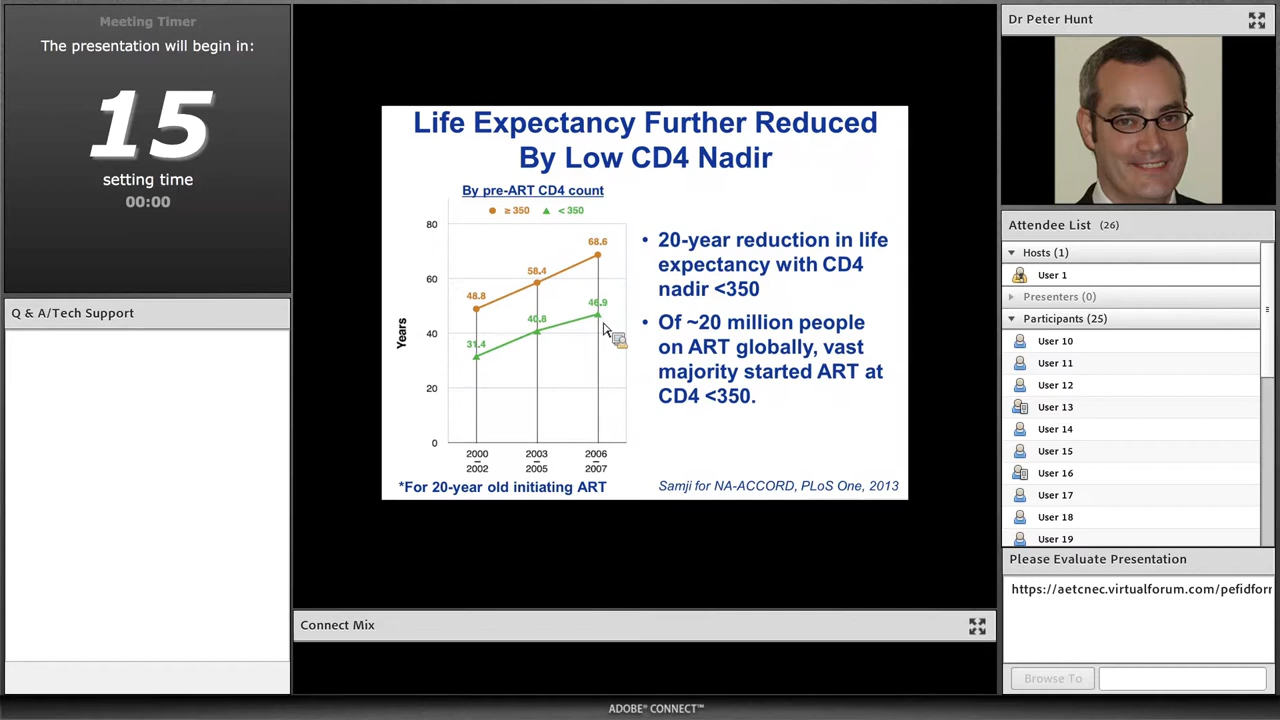 Meeting Timer
The presentation will begin in:
15
setting time
00:00
Q & A/Tech Support
Life Expectancy Further Reduced
By Low CD4 Nadir
By pre-ART CD4 count
≥ 350 < 350
80
60
40
20
0
Years
48.8
58.4
68.6
31.4
40.8
46.9
2000
–
2002
2003
–
2005
2006
–
2007
*For 20-year old initiating ART
• 20-year reduction in life
expectancy with CD4
nadir <350
• Of ~20 million people
on ART globally, vast
majority started ART at
CD4 <350.
Samji for NA-ACCORD, PLoS One, 2013
Connect Mix
Dr Peter Hunt
Attendee List (26)
Hosts (1)
User 1
Presenters (0)
Participants (25)
User 10
User 11
User 12
User 13
User 14
User 15
User 16
User 17
User 18
User 19
Please Evaluate Presentation
https://aetcnec.virtualforum.com/pefidforr
Browse To
ADOBE® CONNECT™